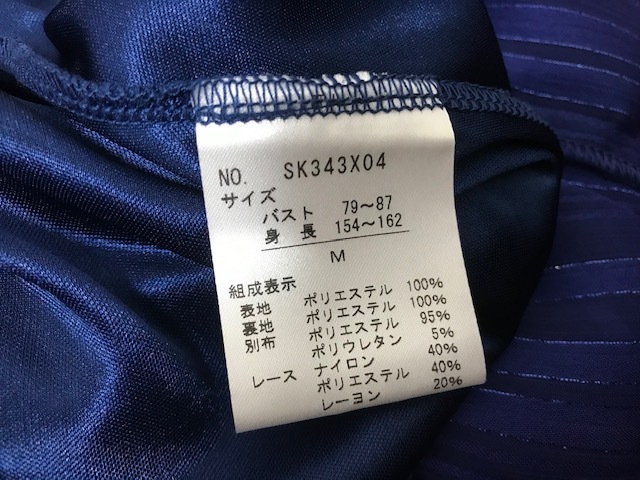 NO. SK343X04
サイズ
バスト 79～87
身長 154～162
M
組成表示
表地 ポリエステル 100%
裏地 ポリエステル 100%
別布 ポリエステル 95%
ポリウレタン 5%
レース ナイロン 40%
ポリエステル 40%
レーヨン 20%